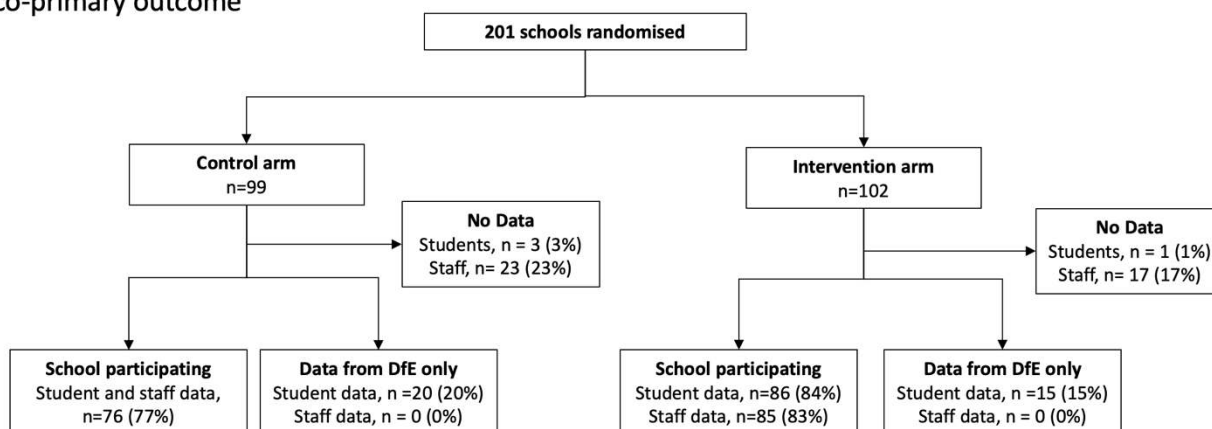 co-primary outcome
201 schools randomised
Control arm
n=99
Intervention arm
n=102
No Data
Students, n = 3 (3%)
Staff, n= 23 (23%)
No Data
Students, n = 1 (1%)
Staff, n= 17 (17%)
School participating
Student and staff data,
n=76 (77%)
Data from DfE only
Student data, n =20 (20%)
Staff data, n = 0 (0%)
School participating
Student data, n=86 (84%)
Staff data, n=85 (83%)
Data from DfE only
Student data, n =15 (15%)
Staff data, n = 0 (0%)